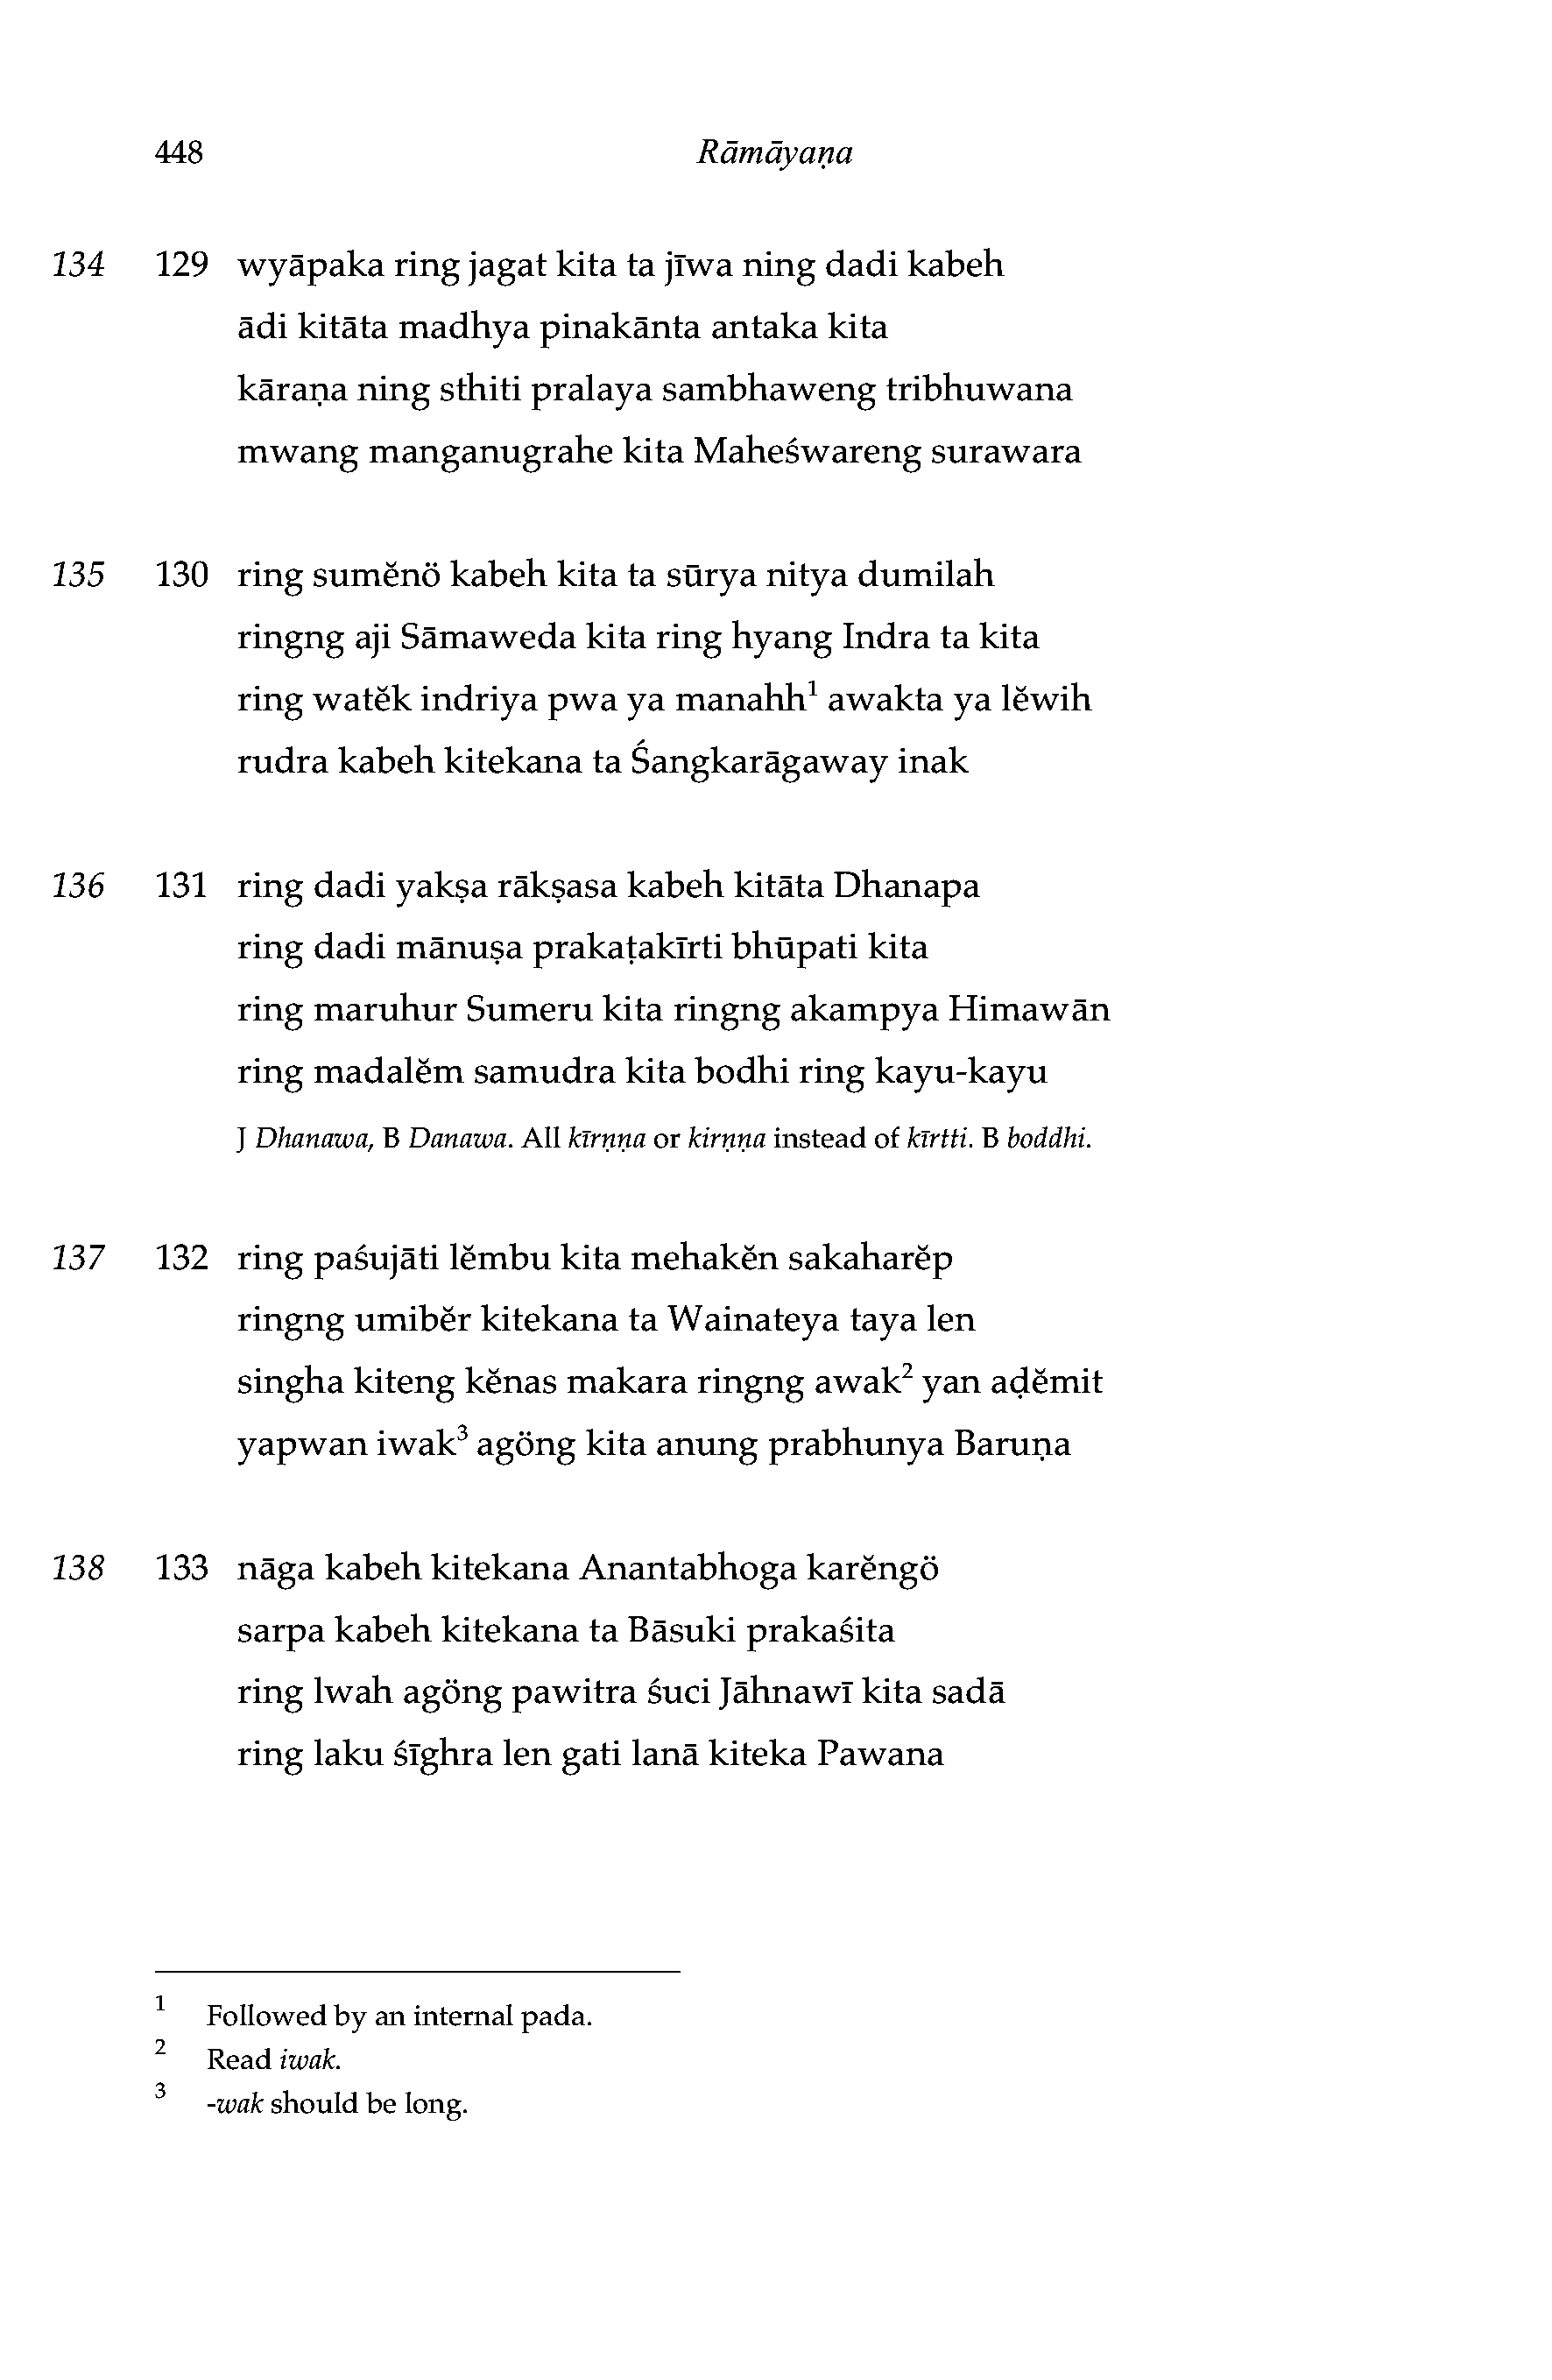 448 Rāmāyaṇa
134 129 wyāpaka ring jagat kita ta jīwa ning dadi kabeh
ādi kitāta madhya pinakānta antaka kita
kāraṇa ning sthiti pralaya sambhaweng tribhuwana
mwang manganugrahe kita Maheśwareng surawara
135 130 ring sumĕnö kabeh kita ta sūrya nitya dumilah
ringng aji Sāmaweda kita ring hyang Indra ta kita
ring watĕk indriya pwa ya manahh¹ awakta ya lĕwih
rudra kabeh kitekana ta Śangkarāgaway inak
136 131 ring dadi yakṣa rākṣasa kabeh kitāta Dhanapa
ring dadi mānuṣa prakaṭakīrti bhūpati kita
ring maruhur Sumeru kita ringng akampya Himawān
ring madalĕm samudra kita bodhi ring kayu-kayu
J Dhanawa, B Danawa. All kīrṇṇa or kirṇṇa instead of kīrtti. B boddhi.
137 132 ring paśujāti lĕmbu kita mehakĕn sakaharĕp
ringng umibĕr kitekana ta Wainateya taya len
singha kiteng kĕnas makara ringng awak² yan aḍĕmit
yapwan iwak³ agöng kita anung prabhunya Baruṇa
138 133 nāga kabeh kitekana Anantabhoga karĕngö
sarpa kabeh kitekana ta Bāsuki prakaśita
ring lwah agöng pawitra śuci Jāhnawī kita sadā
ring laku śīghra len gati lanā kiteka Pawana
1 Followed by an internal pada.
2 Read iwak.
3 -wak should be long.